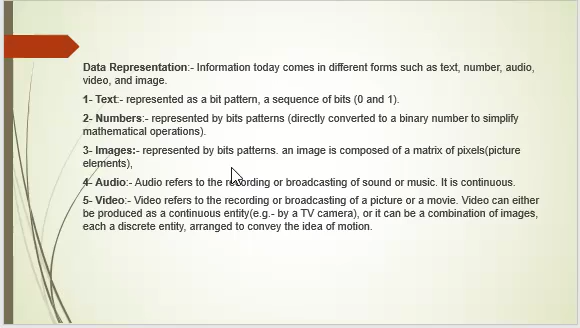 Data Representation:- Information today comes in different forms such as text, number, audio,
video, and image.
1- Text:- represented as a bit pattern, a sequence of bits (0 and 1).
2- Numbers:- represented by bits patterns (directly converted to a binary number to simplify
mathematical operations).
3- Images:- represented by bits patterns. an image is composed of a matrix of pixels(picture
elements),
4- Audio:- Audio refers to the recording or broadcasting of sound or music. It is continuous.
5- Video:- Video refers to the recording or broadcasting of a picture or a movie. Video can either
be produced as a continuous entity(e.g.- by a TV camera), or it can be a combination of images,
each a discrete entity, arranged to convey the idea of motion.